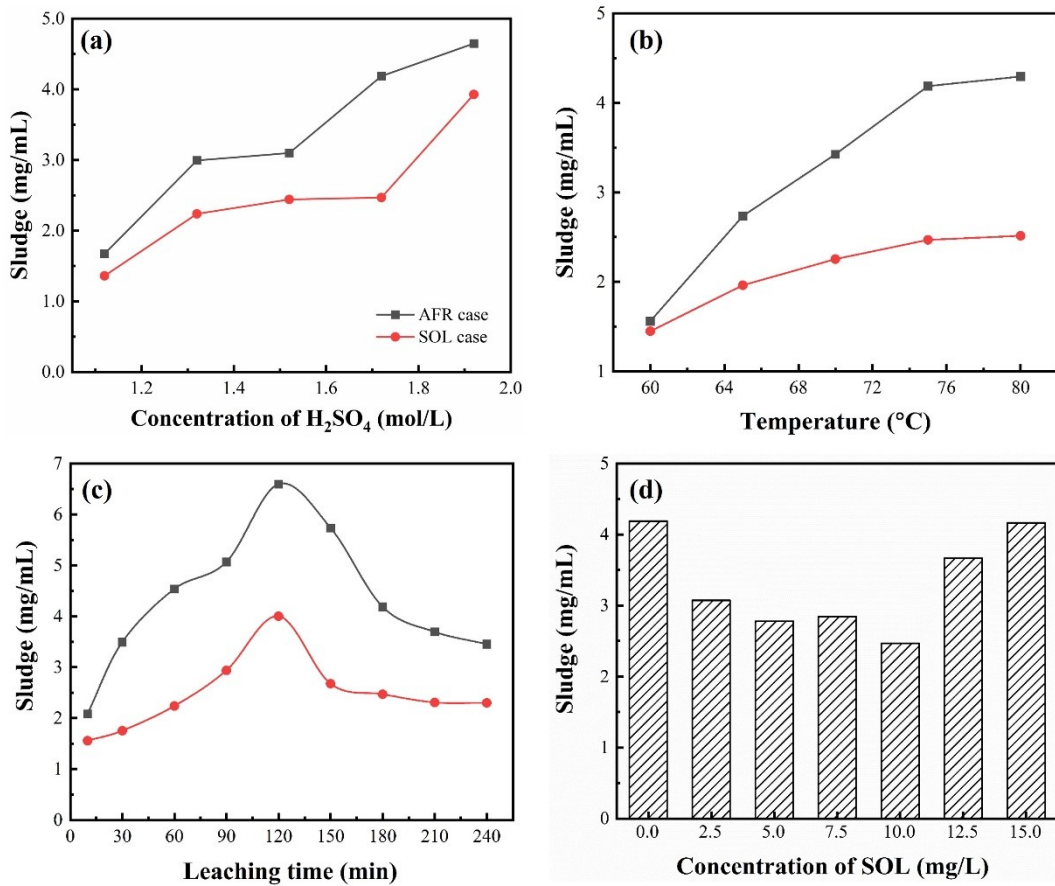 (a)
Sludge (mg/mL)
5.0
4.0
3.0
2.0
1.0
0.0
AFR case
SOL case
1.2 1.4 1.6 1.8 2.0
Concentration of H₂SO₄ (mol/L)
(b)
Sludge (mg/mL)
5
4
3
2
1
60 64 68 72 76 80
Temperature (°C)
(c)
Sludge (mg/mL)
7
6
5
4
3
2
1
0
0 30 60 90 120 150 180 210 240
Leaching time (min)
(d)
Sludge (mg/mL)
5
4
3
2
1
0
0.0 2.5 5.0 7.5 10.0 12.5 15.0
Concentration of SOL (mg/L)